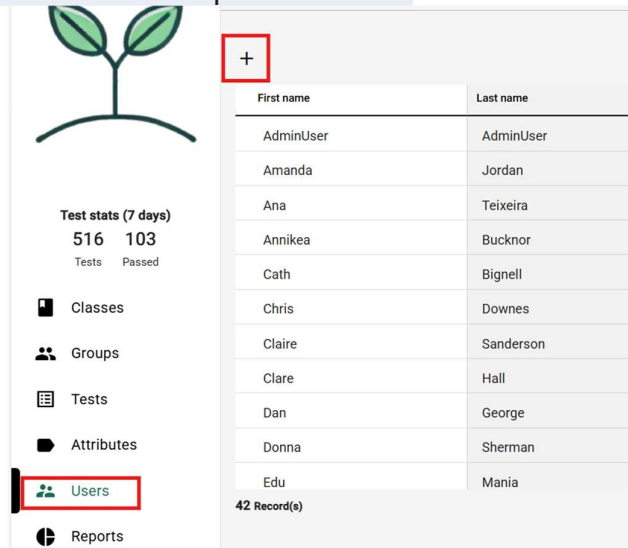 Test stats (7 days)
516 103
Tests Passed
Classes
Groups
Tests
Attributes
Users
Reports
+
First name Last name
AdminUser AdminUser
Amanda Jordan
Ana Teixeira
Annikea Bucknor
Cath Bignell
Chris Downes
Claire Sanderson
Clare Hall
Dan George
Donna Sherman
Edu Mania
42 Record(s)